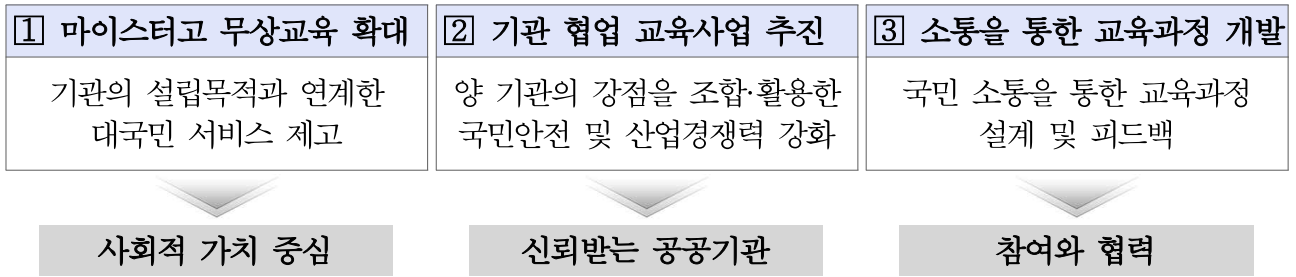 1 마이스터고 무상교육 확대
기관의 설립목적과 연계한
대국민 서비스 제고
사회적 가치 중심
2 기관 협업 교육사업 추진
양 기관의 강점을 조합·활용한
국민안전 및 산업경쟁력 강화
신뢰받는 공공기관
3 소통을 통한 교육과정 개발
국민 소통을 통한 교육과정
설계 및 피드백
참여와 협력